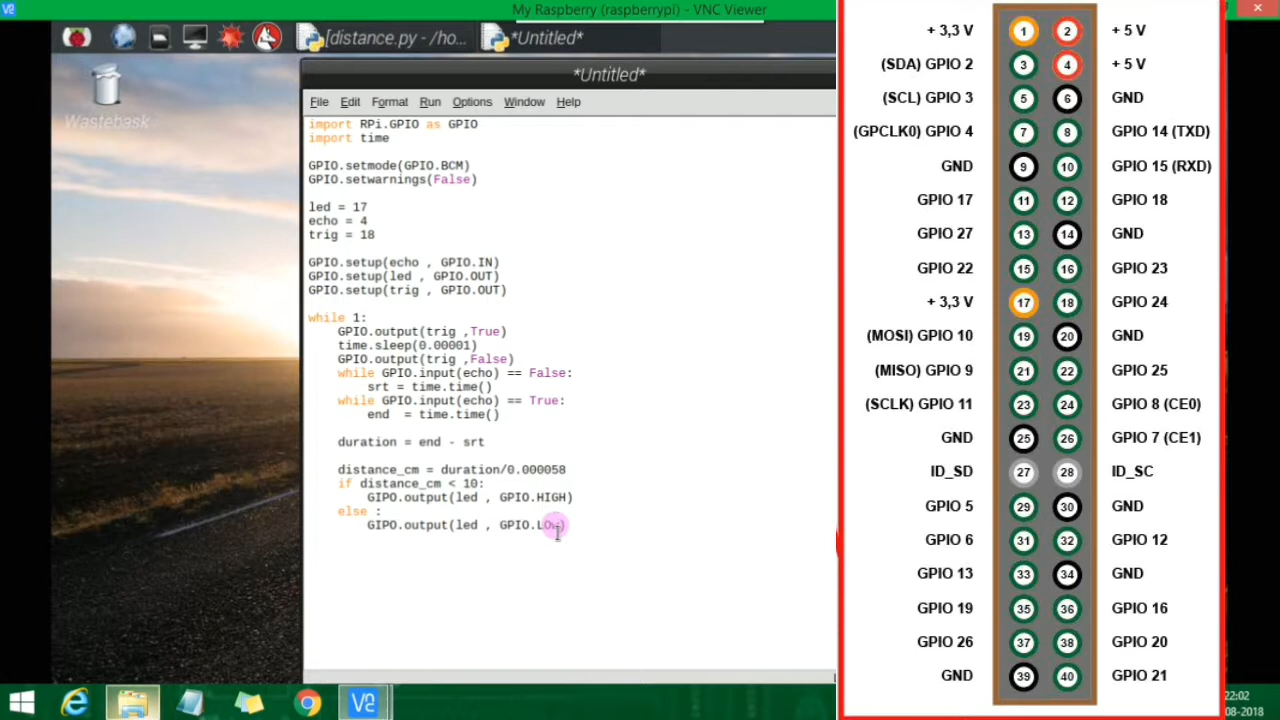 My Raspberry (raspberrypi) - VNC Viewer
[distance.py - /ho...
*Untitled*
Wastebask
*Untitled*
File Edit Format Run Options Window Help
import RPi.GPIO as GPIO
import time
GPIO.setmode(GPIO.BCM)
GPIO.setwarnings(False)
led = 17
echo = 4
trig = 18
GPIO.setup(echo , GPIO.IN)
GPIO.setup(led , GPIO.OUT)
GPIO.setup(trig , GPIO.OUT)
while 1:
GPIO.output(trig ,True)
time.sleep(0.00001)
GPIO.output(trig ,False)
while GPIO.input(echo) == False:
srt = time.time()
while GPIO.input(echo) == True:
end  = time.time()
duration = end - srt
distance_cm = duration/0.000058
if distance_cm < 10:
GIPO.output(led , GPIO.HIGH)
else :
GIPO.output(led , GPIO.LOW)
+ 3,3 V 1 2 + 5 V
(SDA) GPIO 2 3 4 + 5 V
(SCL) GPIO 3 5 6 GND
(GPCLK0) GPIO 4 7 8 GPIO 14 (TXD)
GND 9 10 GPIO 15 (RXD)
GPIO 17 11 12 GPIO 18
GPIO 27 13 14 GND
GPIO 22 15 16 GPIO 23
+ 3,3 V 17 18 GPIO 24
(MOSI) GPIO 10 19 20 GND
(MISO) GPIO 9 21 22 GPIO 25
(SCLK) GPIO 11 23 24 GPIO 8 (CE0)
GND 25 26 GPIO 7 (CE1)
ID_SD 27 28 ID_SC
GPIO 5 29 30 GND
GPIO 6 31 32 GPIO 12
GPIO 13 33 34 GND
GPIO 19 35 36 GPIO 16
GPIO 26 37 38 GPIO 20
GND 39 40 GPIO 21
22:02
08-2018